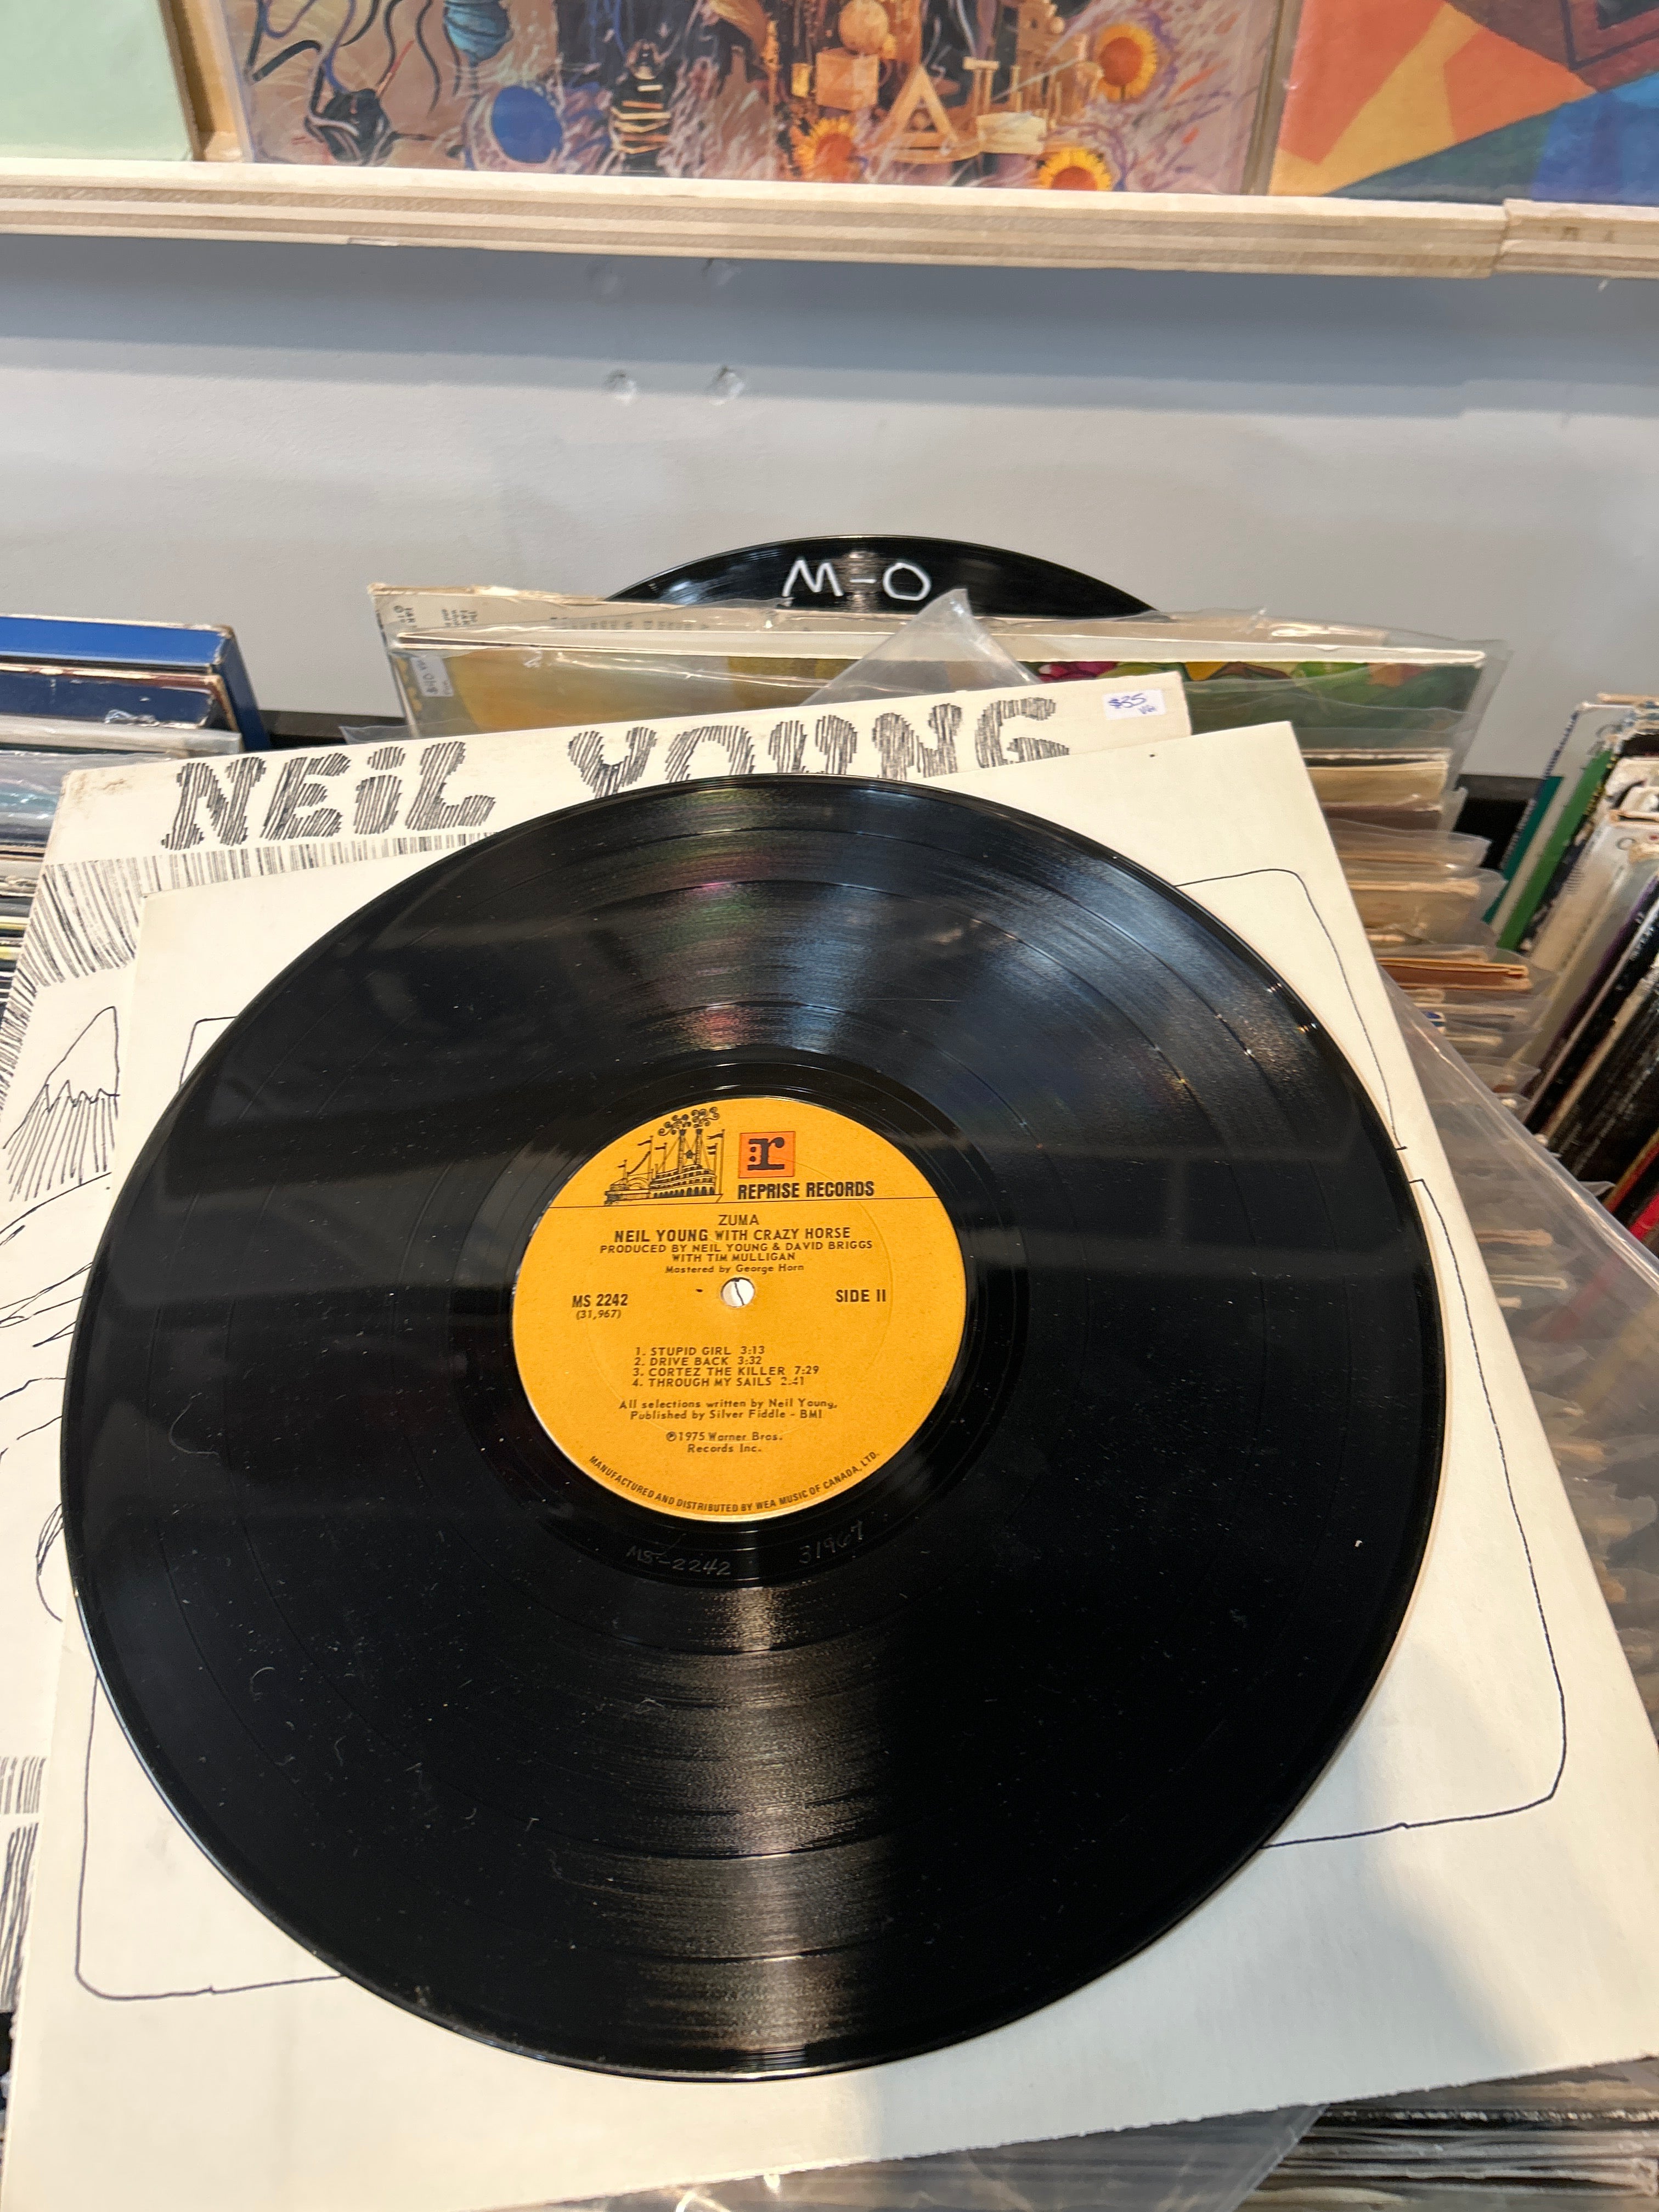 M-O
$40
NEIL YOUNG
$35
r
REPRISE RECORDS
ZUMA
NEIL YOUNG WITH CRAZY HORSE
PRODUCED BY NEIL YOUNG & DAVID BRIGGS
WITH TIM MULLIGAN
Mastered by George Horn
MS 2242
(31,967)
SIDE II
1. STUPID GIRL 3:13
2. DRIVE BACK 3:32
3. CORTEZ THE KILLER 7:29
4. THROUGH MY SAILS 2:41
All selections written by Neil Young,
Published by Silver Fiddle - BMI
℗1975 Warner Bros.
Records Inc.
MANUFACTURED AND DISTRIBUTED BY WEA MUSIC OF CANADA, LTD.
MS-2242 31967